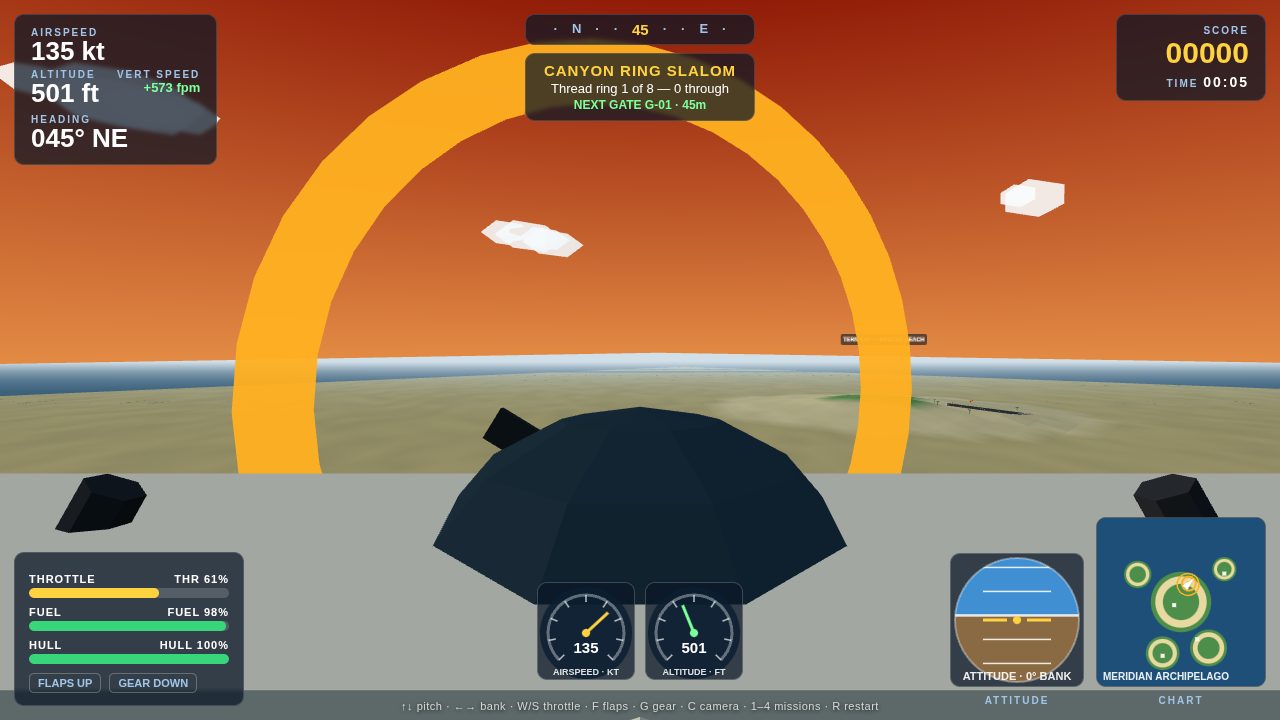 AIRSPEED
135 kt
ALTITUDE VERT SPEED
501 ft +573 fpm
HEADING
045° NE
· N · · 45 · · E ·
CANYON RING SLALOM
Thread ring 1 of 8 — 0 through
NEXT GATE G-01 · 45m
SCORE
00000
TIME 00:05
THROTTLE THR 61%
FUEL FUEL 98%
HULL HULL 100%
FLAPS UP GEAR DOWN
135
AIRSPEED · KT
501
ALTITUDE · FT
ATTITUDE · 0° BANK
ATTITUDE
MERIDIAN ARCHIPELAGO
CHART
↑↓ pitch · ←→ bank · W/S throttle · F flaps · G gear · C camera · 1–4 missions · R restart